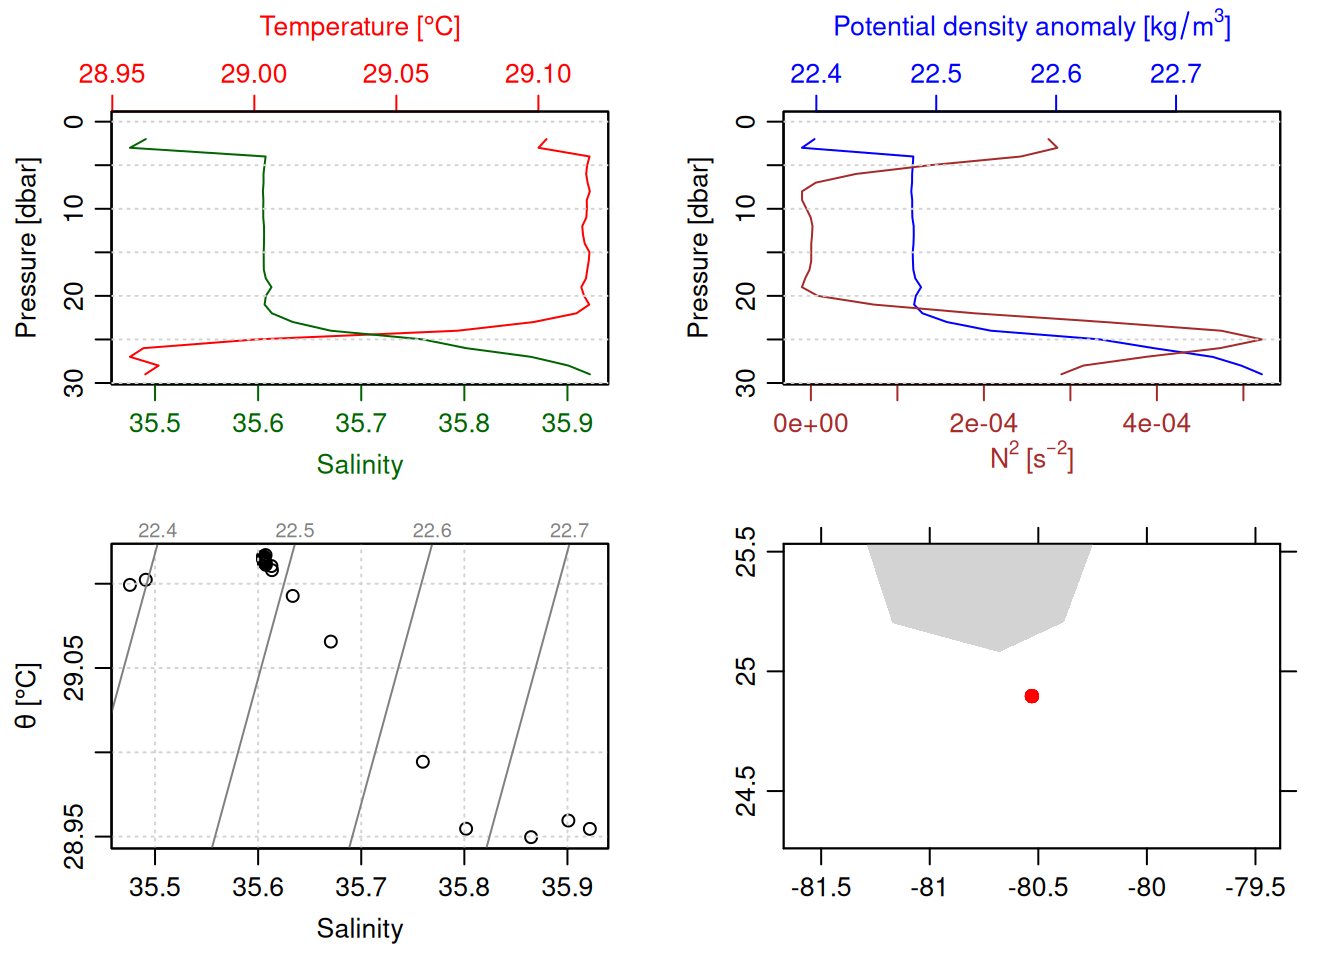 Temperature [°C]
28.95 29.00 29.05 29.10
Pressure [dbar]
0
10
20
30
35.5 35.6 35.7 35.8 35.9
Salinity
Potential density anomaly [kg/m³]
22.4 22.5 22.6 22.7
Pressure [dbar]
0
10
20
30
0e+00 2e-04 4e-04
N² [s⁻²]
22.4 22.5 22.6 22.7
θ [°C]
29.05
28.95
35.5 35.6 35.7 35.8 35.9
Salinity
25.5
25
24.5
-81.5 -81 -80.5 -80 -79.5